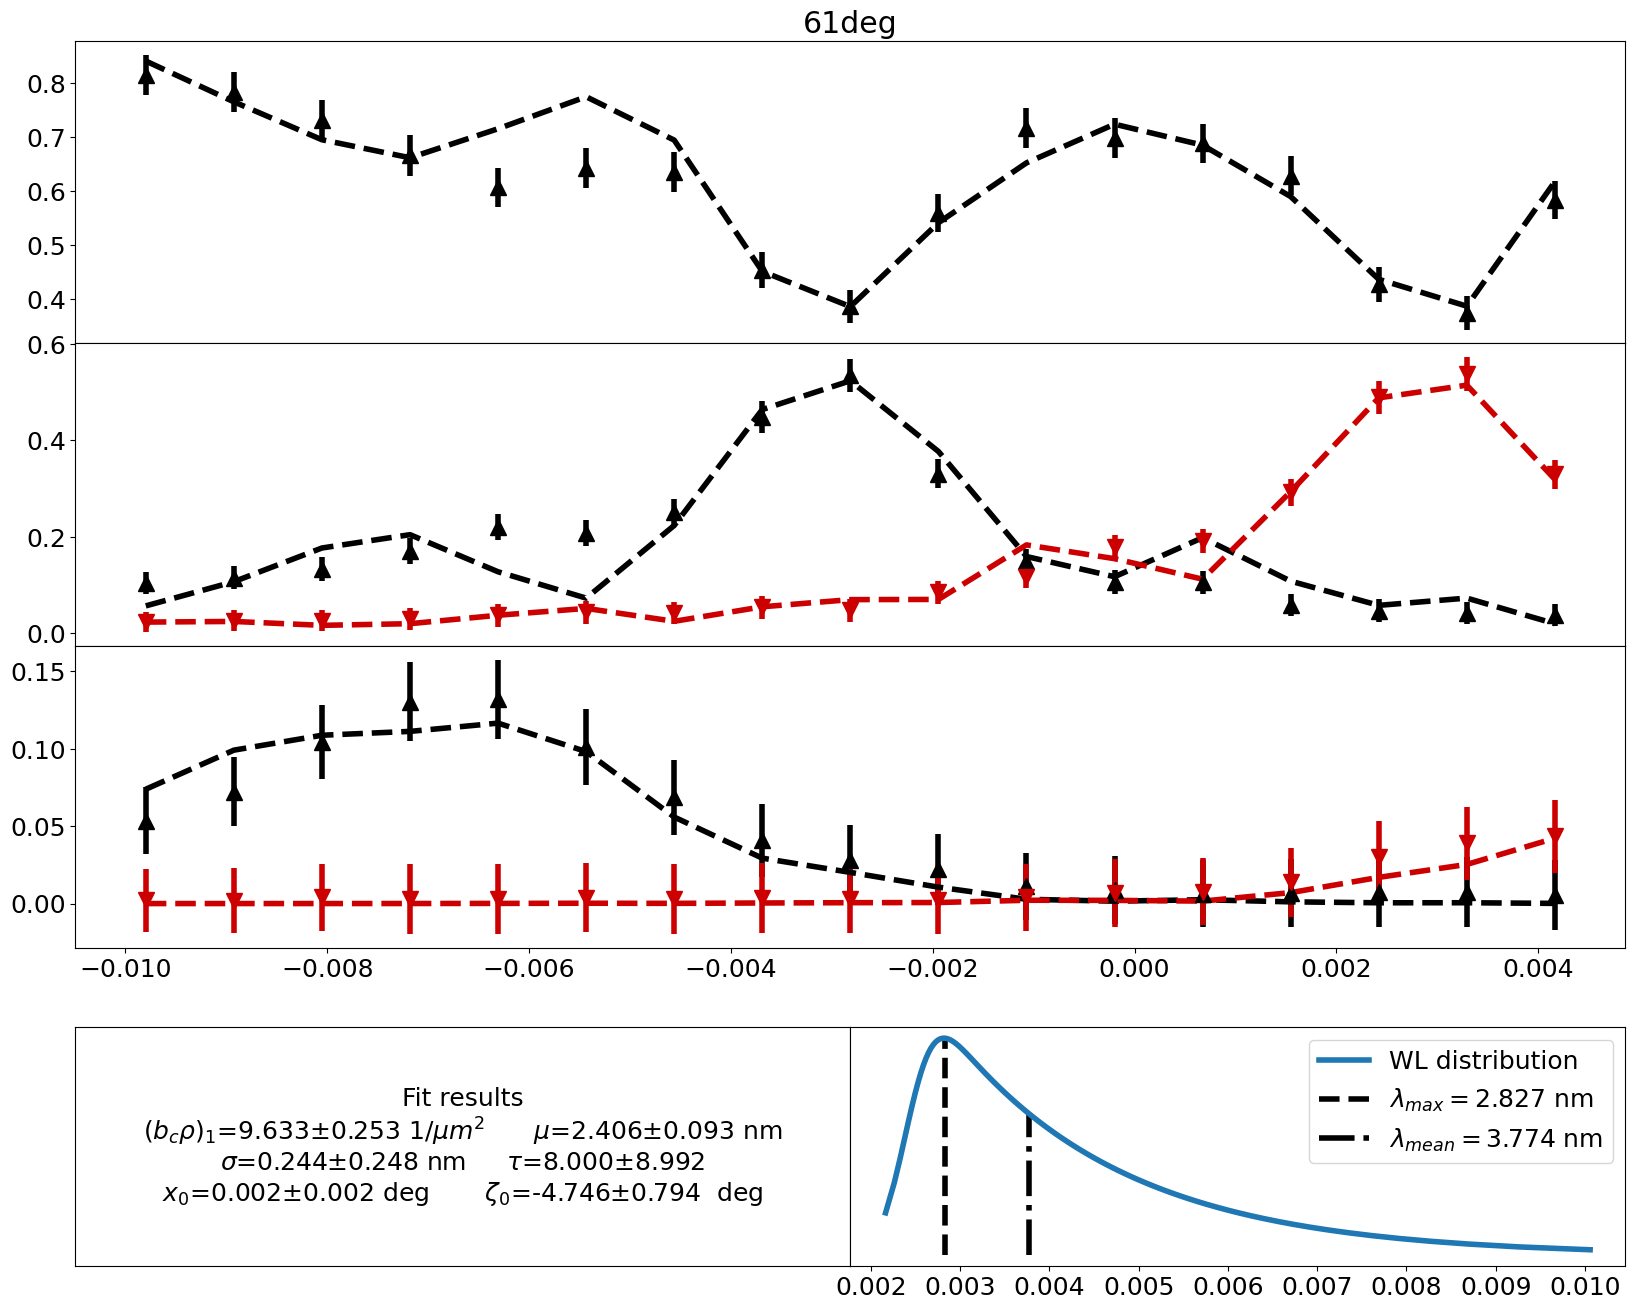 61deg
0.8
0.7
0.6
0.5
0.4
0.6
0.4
0.2
0.0
0.15
0.10
0.05
0.00
−0.010 −0.008 −0.006 −0.004 −0.002 0.000 0.002 0.004
Fit results
(b_cρ)_1=9.633±0.253 1/μm^2 μ=2.406±0.093 nm
σ=0.244±0.248 nm τ=8.000±8.992
x_0=0.002±0.002 deg ζ_0=-4.746±0.794 deg
WL distribution
λ_max = 2.827 nm
λ_mean = 3.774 nm
0.002 0.003 0.004 0.005 0.006 0.007 0.008 0.009 0.010